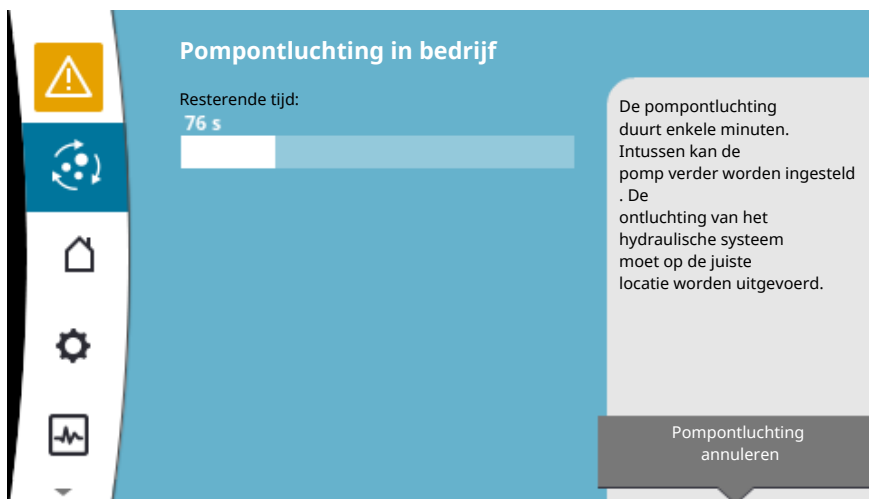 Pompontluchting in bedrijf
Resterende tijd:
76 s
De pompontluchting
duurt enkele minuten.
Intussen kan de
pomp verder worden ingesteld
. De
ontluchting van het
hydraulische systeem
moet op de juiste
locatie worden uitgevoerd.
Pompontluchting
annuleren